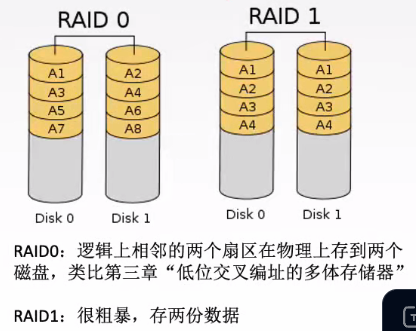 RAID 0
RAID 1
A1 A2 A1 A1
A3 A4 A2 A2
A5 A6 A3 A3
A7 A8 A4 A4
Disk 0 Disk 1 Disk 0 Disk 1
RAID0：逻辑上相邻的两个扇区在物理上存到两个
磁盘，类比第三章“低位交叉编址的多体存储器”
RAID1：很粗暴，存两份数据